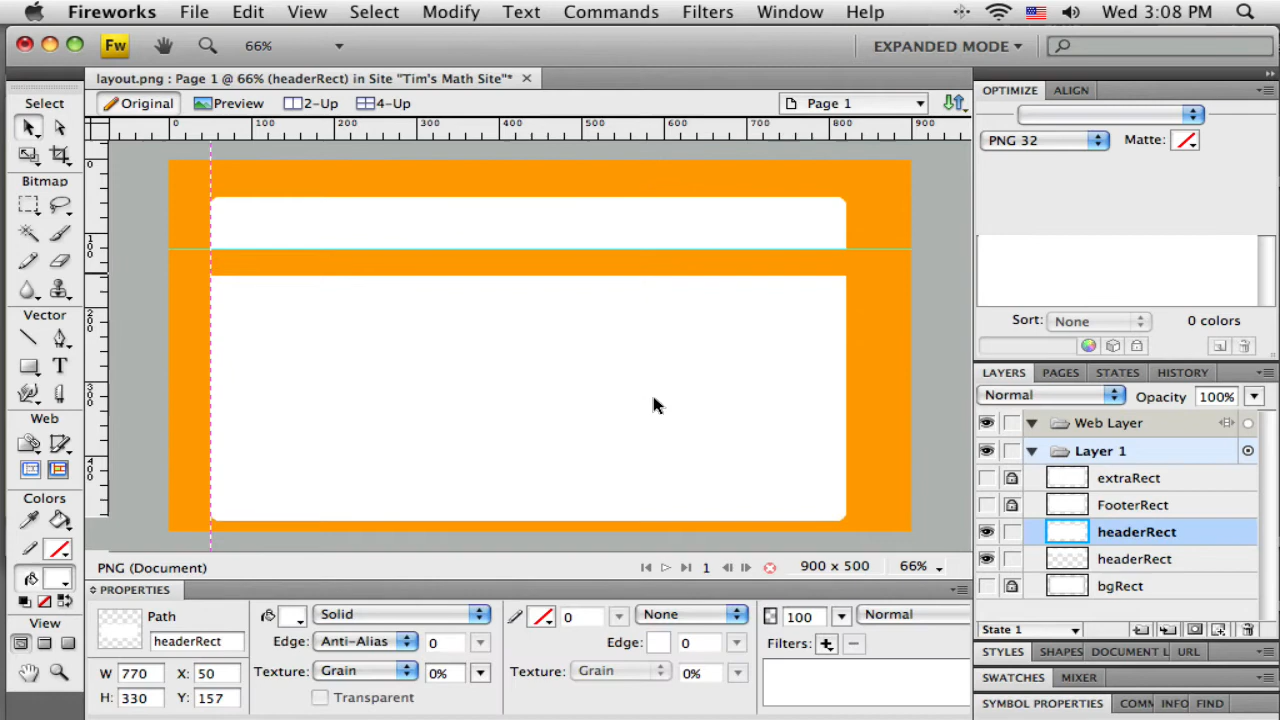 Fireworks File Edit View Select Modify Text Commands Filters Window Help Wed 3:08 PM
Fw 66% EXPANDED MODE
layout.png : Page 1 @ 66% (headerRect) in Site "Tim's Math Site"*
Original Preview 2-Up 4-Up Page 1
0 100 200 300 400 500 600 700 800 900
0
100
200
300
400
Select
Bitmap
Vector
T
Web
Colors
View
OPTIMIZE ALIGN
PNG 32 Matte:
Sort: None 0 colors
LAYERS PAGES STATES HISTORY
Normal Opacity 100%
Web Layer
Layer 1
extraRect
FooterRect
headerRect
headerRect
bgRect
State 1
STYLES SHAPES DOCUMENT L URL
SWATCHES MIXER
SYMBOL PROPERTIES COMM INFO FIND
PNG (Document) 1 900 x 500 66%
PROPERTIES
Path Solid 0 None 100 Normal
headerRect Edge: Anti-Alias 0 Edge: 0 Filters:
W 770 X: 50 Texture: Grain 0% Texture: Grain 0%
H: 330 Y: 157 Transparent